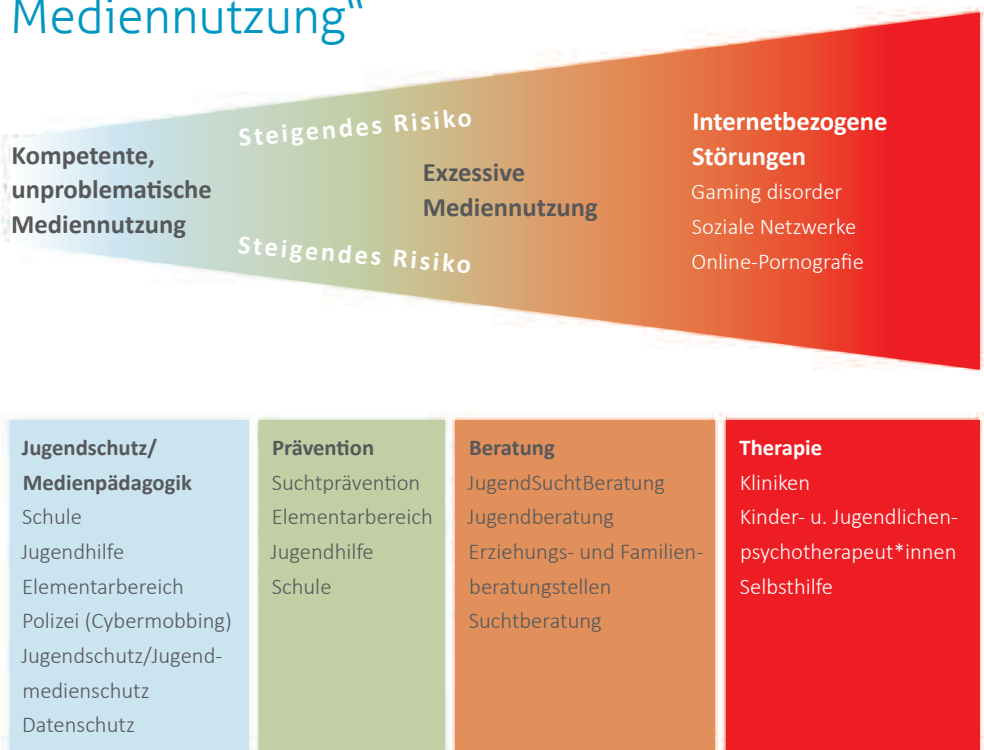 Mediennutzung“
Steigendes Risiko
Kompetente,
unproblematische
Mediennutzung
Exzessive
Mediennutzung
Steigendes Risiko
Internetbezogene
Störungen
Gaming disorder
Soziale Netzwerke
Online-Pornografie
Jugendschutz/
Medienpädagogik
Schule
Jugendhilfe
Elementarbereich
Polizei (Cybermobbing)
Jugendschutz/Jugend-
medienschutz
Datenschutz
Prävention
Suchtprävention
Elementarbereich
Jugendhilfe
Schule
Beratung
JugendSuchtBeratung
Jugendberatung
Erziehungs- und Familien-
beratungstellen
Suchtberatung
Therapie
Kliniken
Kinder- u. Jugendlichen-
psychotherapeut*innen
Selbsthilfe